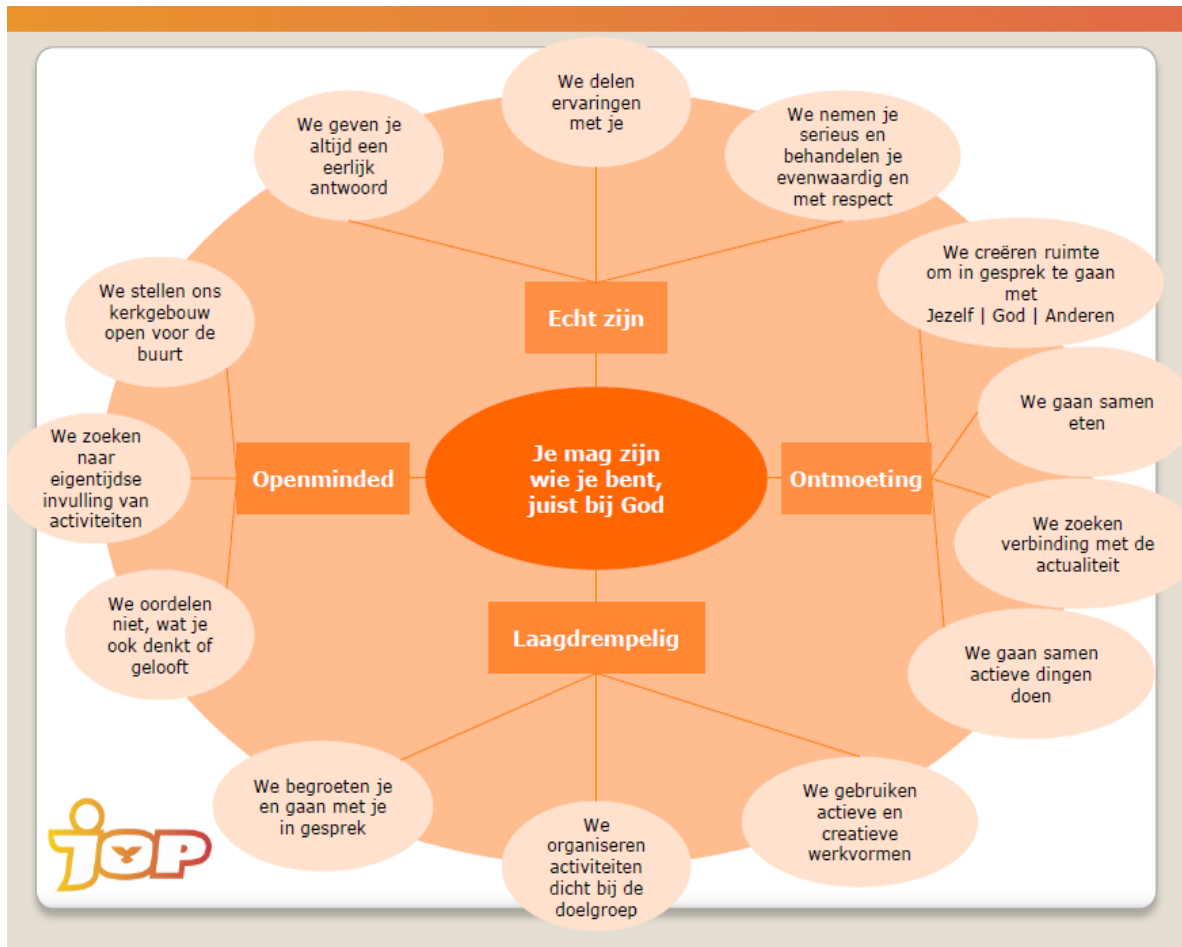 We delen
ervaringen
met je
We geven je
altijd een
eerlijk
antwoord
We nemen je
serieus en
behandelen je
evenwaardig en
met respect
We creëren ruimte
om in gesprek te gaan
met
Jezelf | God | Anderen
We stellen ons
kerkgebouw
open voor de
buurt
Echt zijn
We gaan samen
eten
We zoeken
naar
eigentijdse
invulling van
activiteiten
Openminded
Je mag zijn
wie je bent,
juist bij God
Ontmoeting
We zoeken
verbinding met de
actualiteit
We oordelen
niet, wat je
ook denkt of
gelooft
Laagdrempelig
We gaan samen
actieve dingen
doen
We begroeten je
en gaan met je
in gesprek
We
organiseren
activiteiten
dicht bij de
doelgroep
We gebruiken
actieve en
creatieve
werkvormen
jop